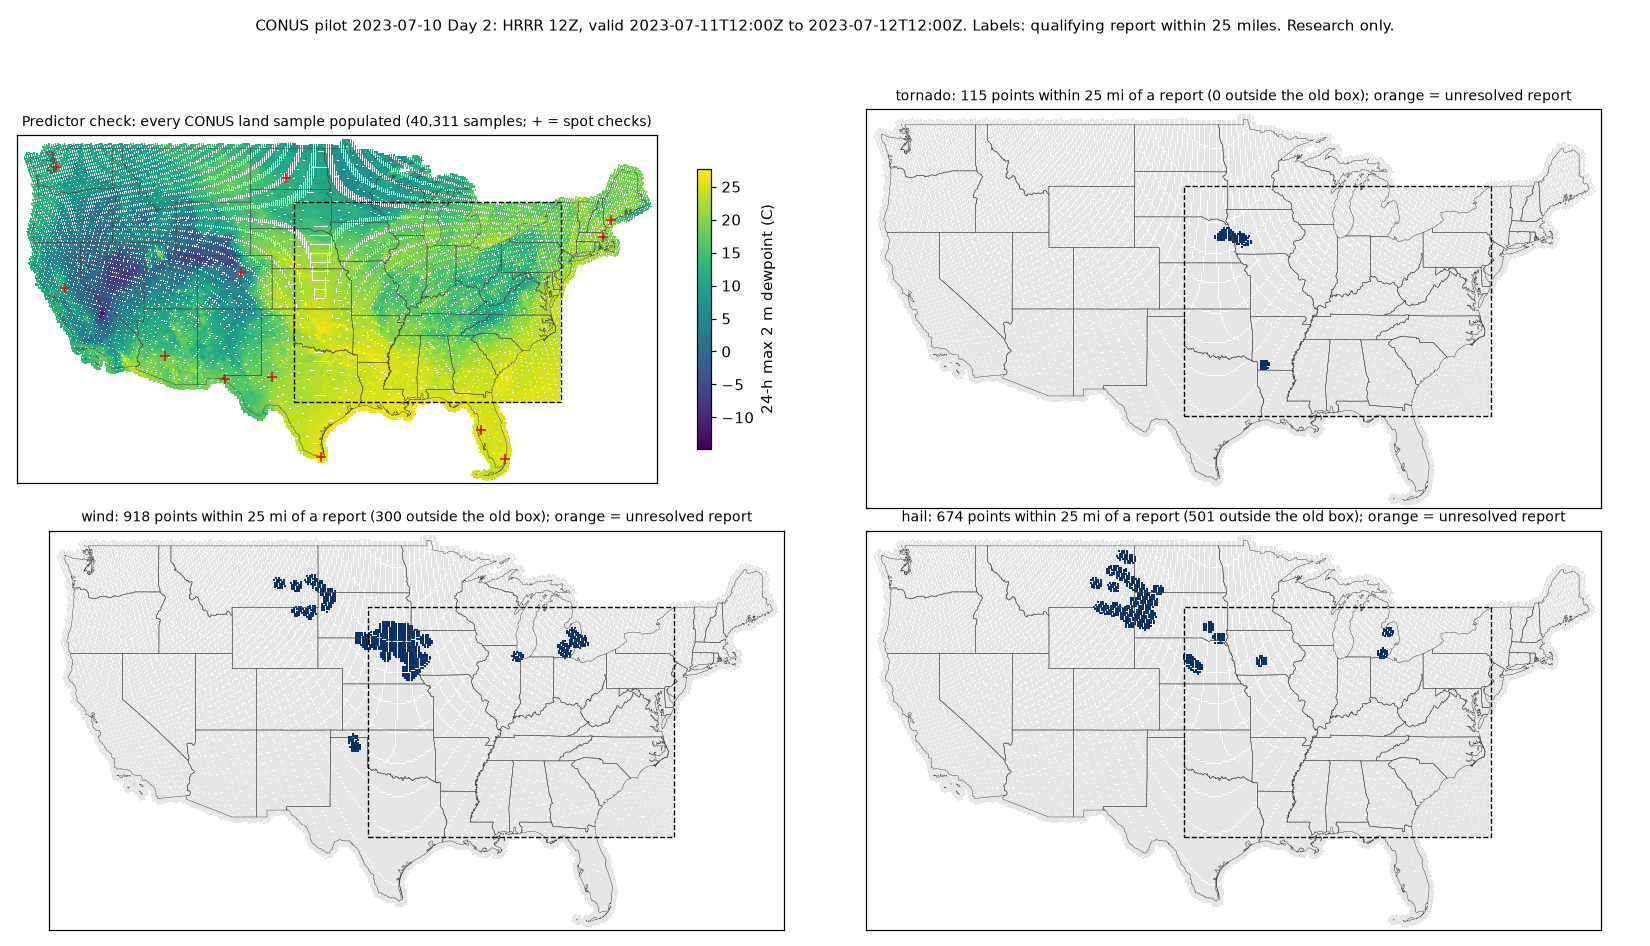 CONUS pilot 2023-07-10 Day 2: HRRR 12Z, valid 2023-07-11T12:00Z to 2023-07-12T12:00Z. Labels: qualifying report within 25 miles. Research only.
Predictor check: every CONUS land sample populated (40,311 samples; + = spot checks)
25
20
15
10
5
0
−5
−10
24-h max 2 m dewpoint (C)
tornado: 115 points within 25 mi of a report (0 outside the old box); orange = unresolved report
wind: 918 points within 25 mi of a report (300 outside the old box); orange = unresolved report
hail: 674 points within 25 mi of a report (501 outside the old box); orange = unresolved report